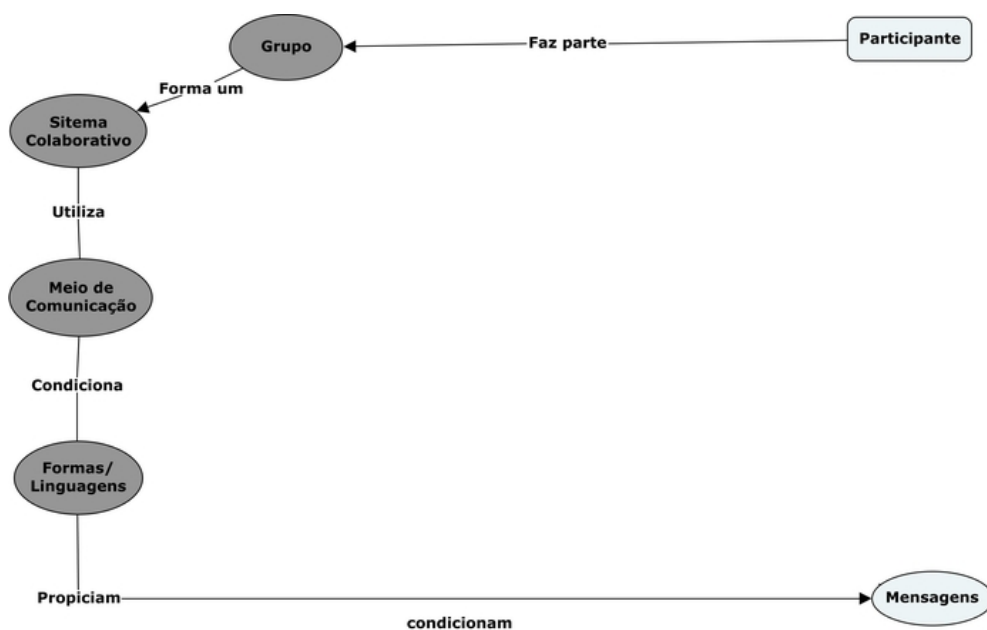 Grupo
Faz parte
Participante
Forma um
Sitema
Colaborativo
Utiliza
Meio de
Comunicação
Condiciona
Formas/
Linguagens
Propiciam
Mensagens
condicionam